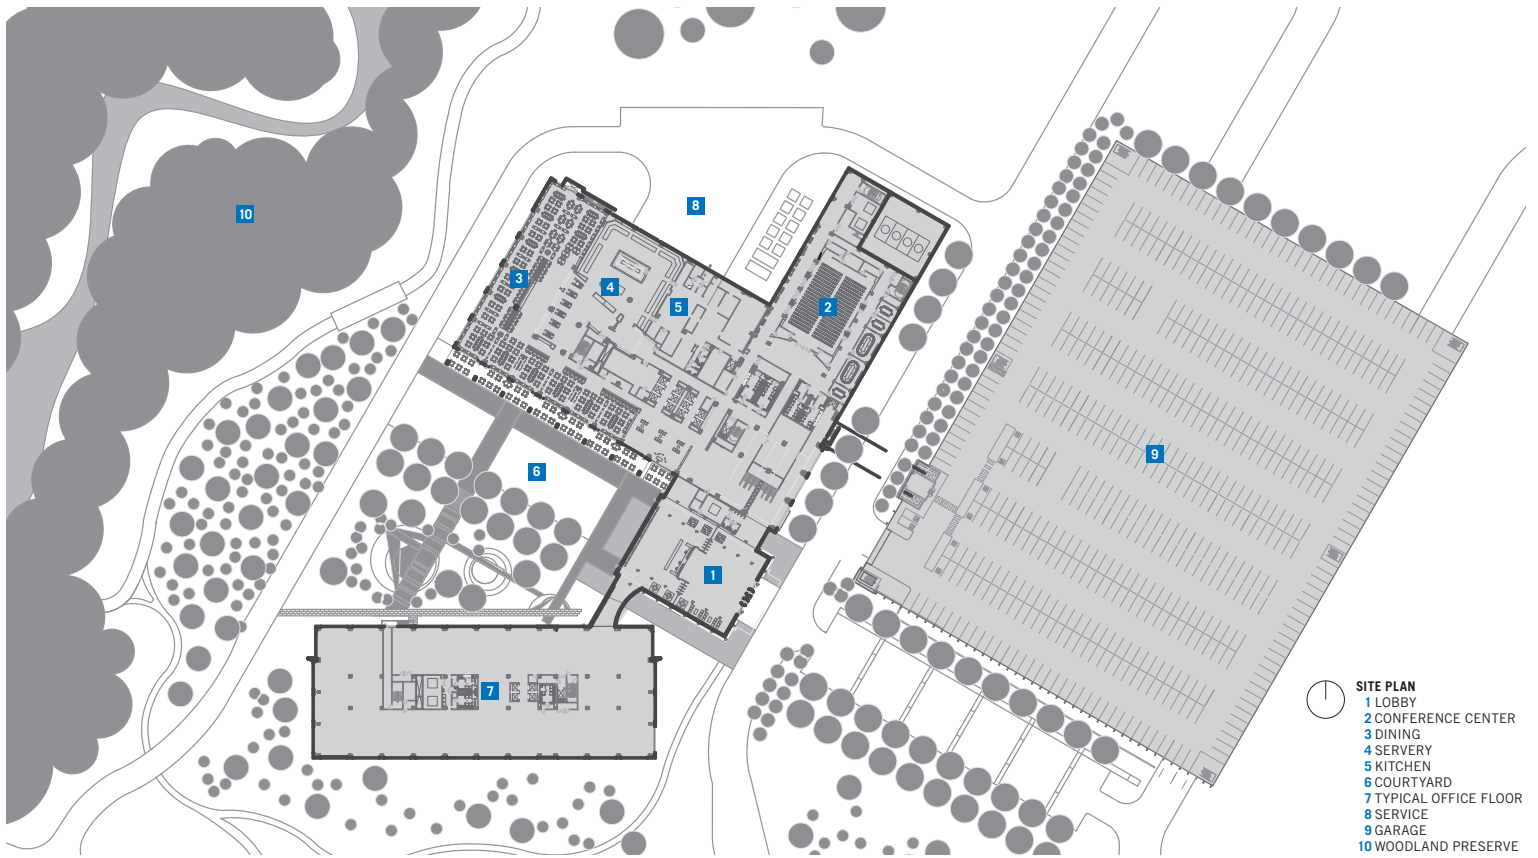 10
8
3
4
5
2
6
9
1
7
SITE PLAN
1 LOBBY
2 CONFERENCE CENTER
3 DINING
4 SERVERY
5 KITCHEN
6 COURTYARD
7 TYPICAL OFFICE FLOOR
8 SERVICE
9 GARAGE
10 WOODLAND PRESERVE